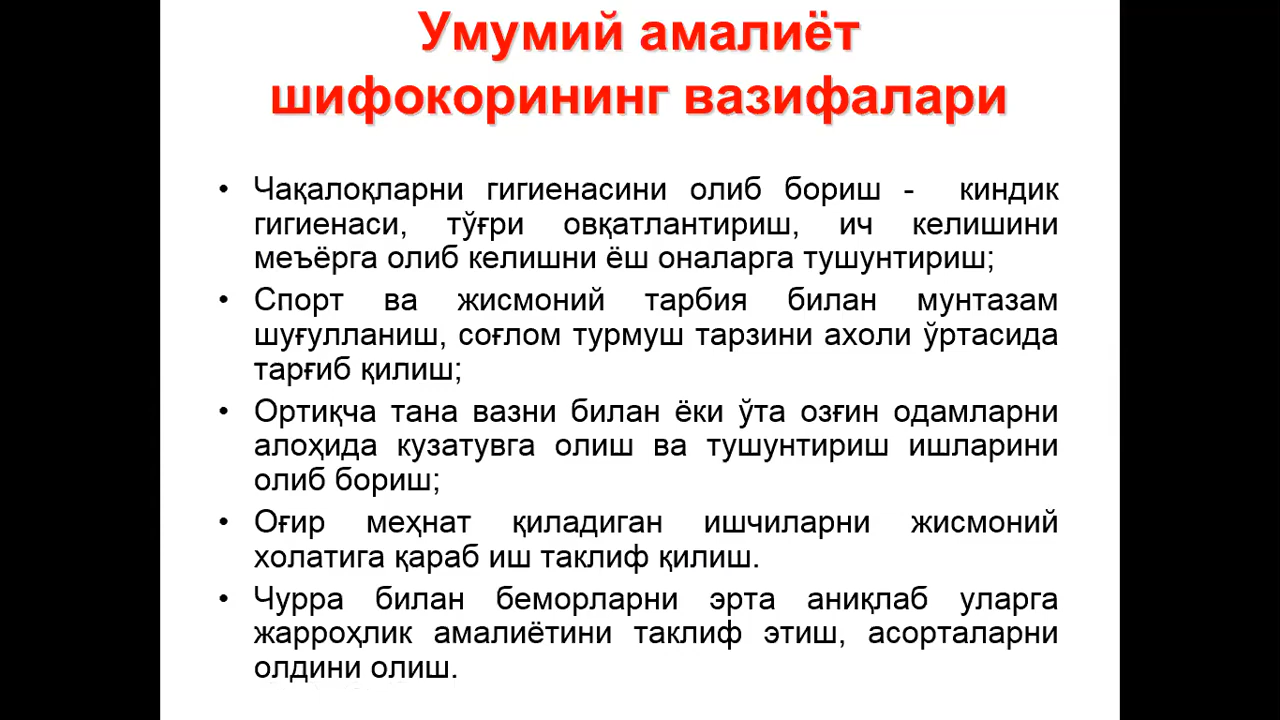 Умумий амалиёт
шифокорининг вазифалари
• Чақалоқларни гигиенасини олиб бориш - киндик
гигиенаси, тўғри овқатлантириш, ич келишини
меъёрга олиб келишни ёш оналарга тушунтириш;
• Спорт ва жисмоний тарбия билан мунтазам
шуғулланиш, соғлом турмуш тарзини ахоли ўртасида
тарғиб қилиш;
• Ортиқча тана вазни билан ёки ўта озғин одамларни
алоҳида кузатувга олиш ва тушунтириш ишларини
олиб бориш;
• Оғир меҳнат қиладиган ишчиларни жисмоний
холатига қараб иш таклиф қилиш.
• Чурра билан беморларни эрта аниқлаб уларга
жарроҳлик амалиётини таклиф этиш, асорталарни
олдини олиш.